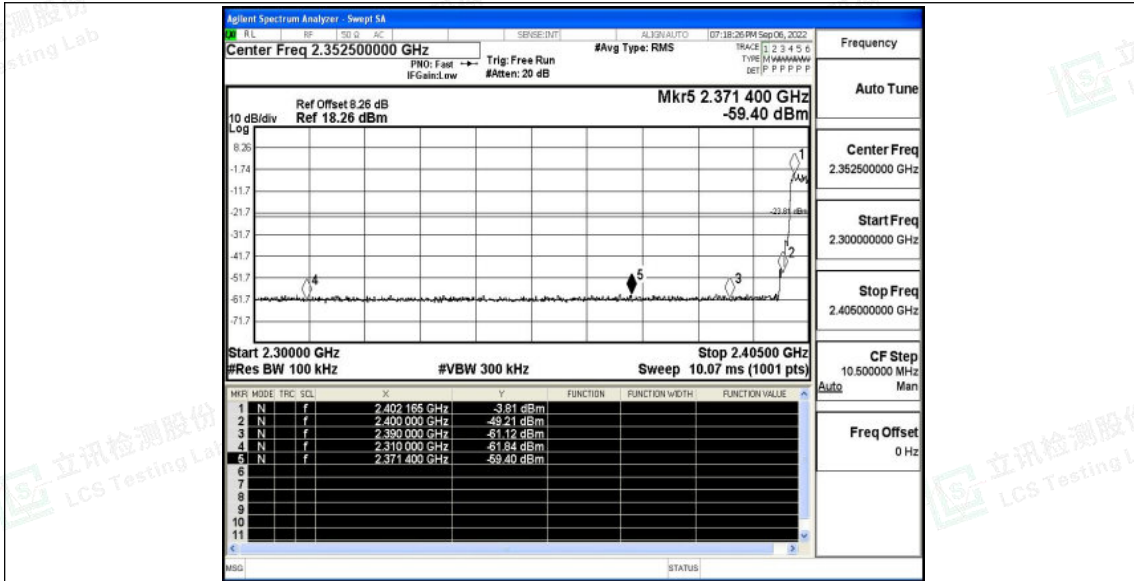 Agilent Spectrum Analyzer - Swept SA
RL RF 50 Ω AC SENSE:INT ALIGN AUTO 07:18:26 PM Sep 06, 2022
Center Freq 2.352500000 GHz
PNO: Fast
IFGain:Low
Trig: Free Run
#Atten: 20 dB
#Avg Type: RMS
TRACE 1 2 3 4 5 6
TYPE M
DET P P P P P P
Ref Offset 8.26 dB
Ref 18.26 dBm
10 dB/div
Log
Mkr5 2.371 400 GHz
-59.40 dBm
8.26
-1.74
-11.7
-21.7
-31.7
-41.7
-51.7
-61.7
-71.7
-23.81 dBm
1
2
3
4
5
Start 2.30000 GHz
Stop 2.40500 GHz
#Res BW 100 kHz
#VBW 300 kHz
Sweep 10.07 ms (1001 pts)
MKR MODE TRC SCL X Y FUNCTION FUNCTION WIDTH FUNCTION VALUE
1 N f 2.402 165 GHz -3.81 dBm
2 N f 2.400 000 GHz -49.21 dBm
3 N f 2.390 000 GHz -61.12 dBm
4 N f 2.310 000 GHz -61.84 dBm
5 N f 2.371 400 GHz -59.40 dBm
6
7
8
9
10
11
MSG
STATUS
Frequency
Auto Tune
Center Freq
2.352500000 GHz
Start Freq
2.300000000 GHz
Stop Freq
2.405000000 GHz
CF Step
10.500000 MHz
Auto Man
Freq Offset
0 Hz
立讯检测股份
LCS Testing Lab